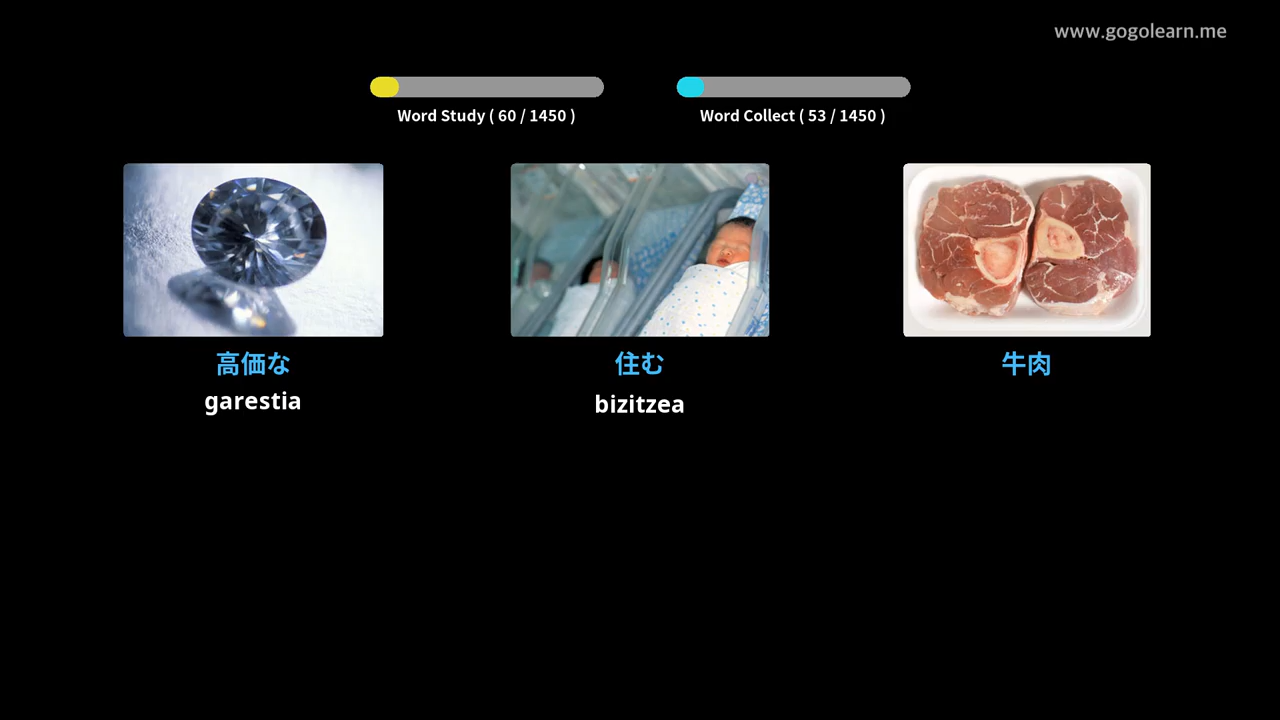 www.gogolearn.me
Word Study ( 60 / 1450 )
Word Collect ( 53 / 1450 )
高価な
garestia
住む
bizitzea
牛肉